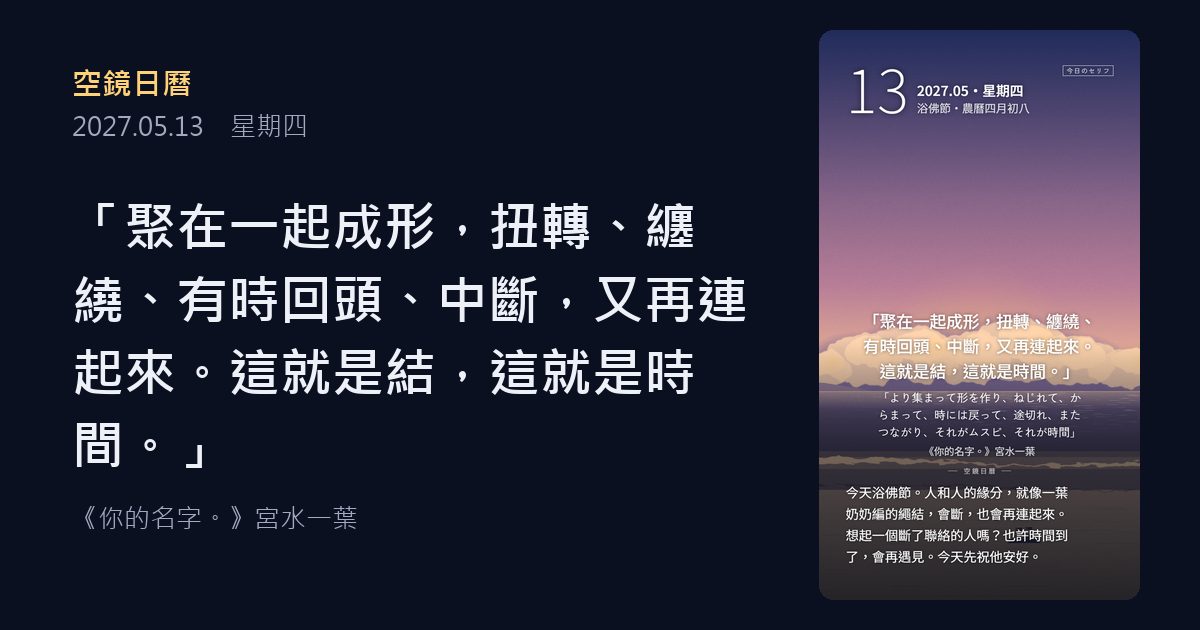 空鏡日曆
2027.05.13 星期四
「聚在一起成形，扭轉、纏
繞、有時回頭、中斷，又再連
起來。這就是結，這就是時
間。」
《你的名字。》宮水一葉
13
2027.05・星期四
浴佛節・農曆四月初八
今日のセリフ
「聚在一起成形，扭轉、纏繞、
有時回頭、中斷，又再連起來。
這就是結，這就是時間。」
「より集まって形を作り、ねじれて、か
らまって、時には戻って、途切れ、また
つながり、それがムスビ、それが時間」
《你的名字。》宮水一葉
— 空鏡日曆 —
今天浴佛節。人和人的緣分，就像一葉
奶奶編的繩結，會斷，也會再連起來。
想起一個斷了聯絡的人嗎？也許時間到
了，會再遇見。今天先祝他安好。